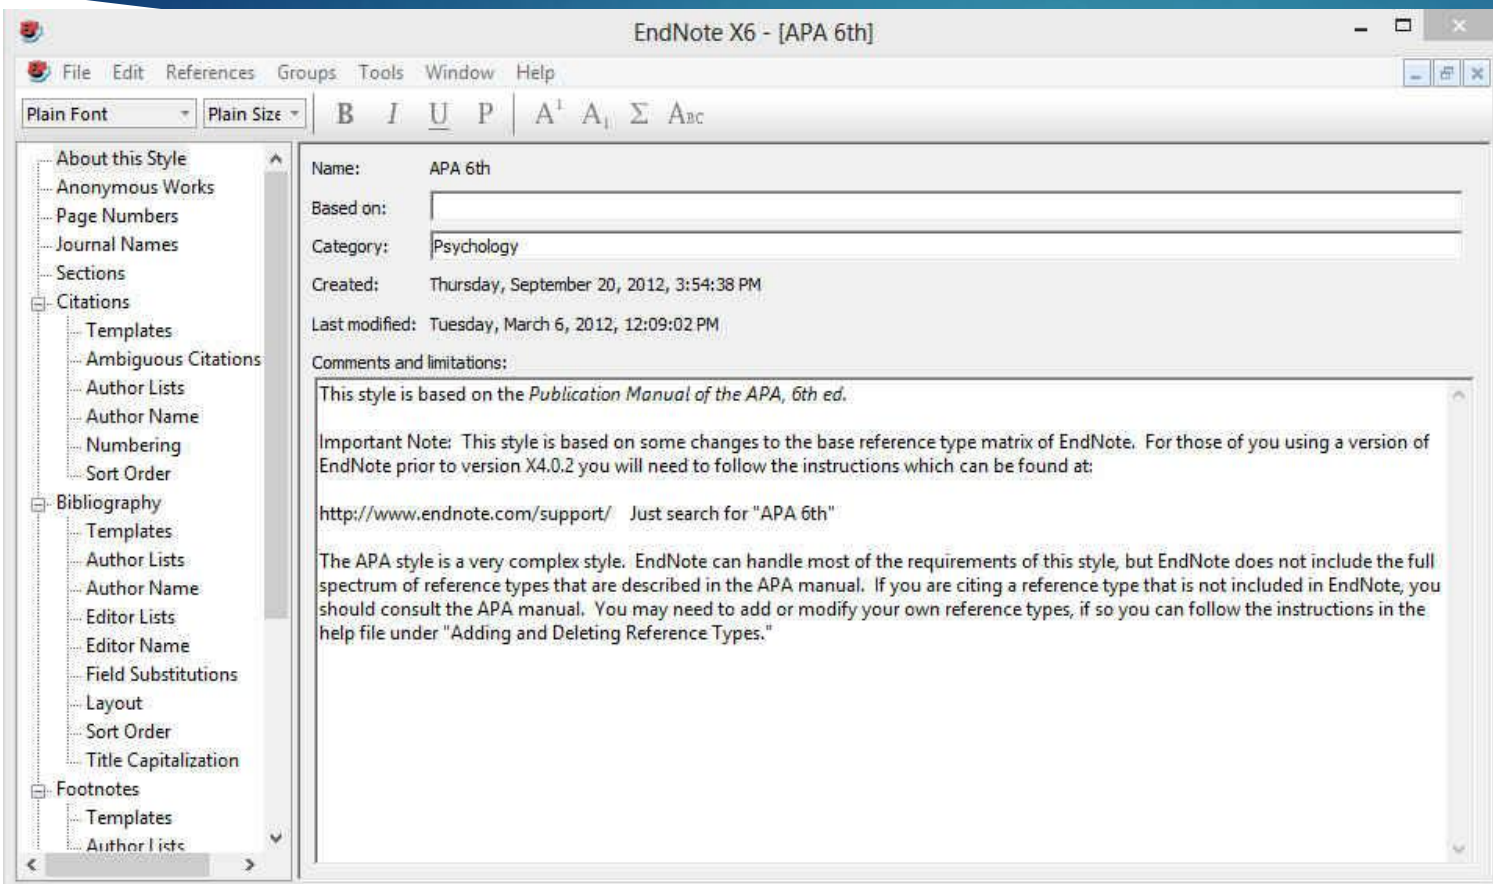 EndNote X6 - [APA 6th]
File Edit References Groups Tools Window Help
Plain Font Plain Size B I U P A¹ A₁ Σ ABC
About this Style
Anonymous Works
Page Numbers
Journal Names
Sections
Citations
Templates
Ambiguous Citations
Author Lists
Author Name
Numbering
Sort Order
Bibliography
Templates
Author Lists
Author Name
Editor Lists
Editor Name
Field Substitutions
Layout
Sort Order
Title Capitalization
Footnotes
Templates
Author Lists
Name: APA 6th
Based on:
Category: Psychology
Created: Thursday, September 20, 2012, 3:54:38 PM
Last modified: Tuesday, March 6, 2012, 12:09:02 PM
Comments and limitations:
This style is based on the Publication Manual of the APA, 6th ed.
Important Note: This style is based on some changes to the base reference type matrix of EndNote. For those of you using a version of
EndNote prior to version X4.0.2 you will need to follow the instructions which can be found at:
http://www.endnote.com/support/ Just search for "APA 6th"
The APA style is a very complex style. EndNote can handle most of the requirements of this style, but EndNote does not include the full
spectrum of reference types that are described in the APA manual. If you are citing a reference type that is not included in EndNote, you
should consult the APA manual. You may need to add or modify your own reference types, if so you can follow the instructions in the
help file under "Adding and Deleting Reference Types."